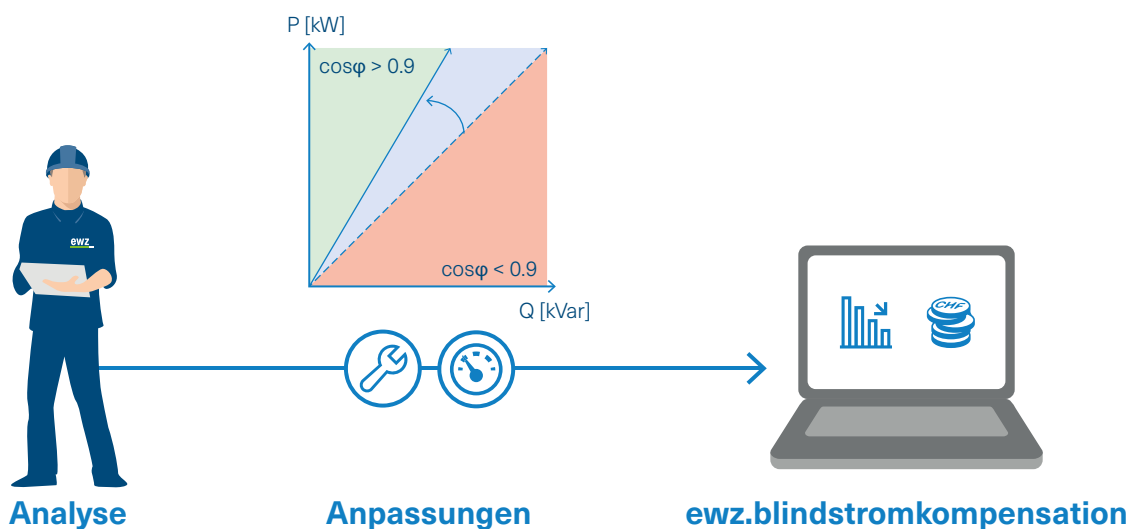 P [kW]
cosφ > 0.9
cosφ < 0.9
Q [kVar]
ewz
CHF
Analyse
Anpassungen
ewz.blindstromkompensation